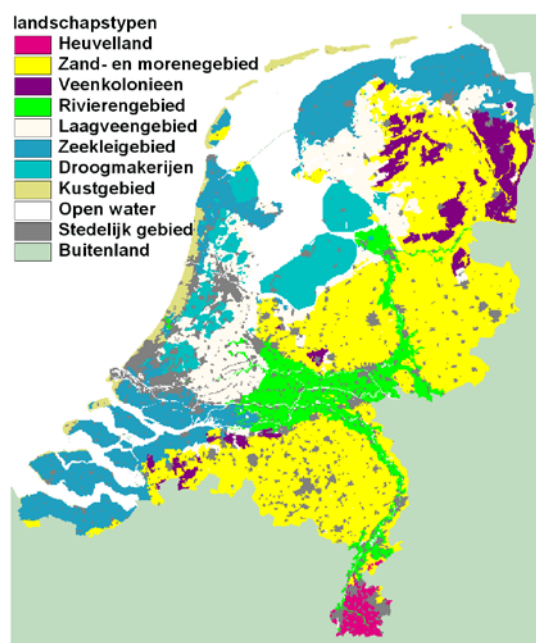 landschapstypen
Heuvelland
Zand- en morenegebied
Veenkolonieen
Rivierengebied
Laagveengebied
Zeekleigebied
Droogmakerijen
Kustgebied
Open water
Stedelijk gebied
Buitenland